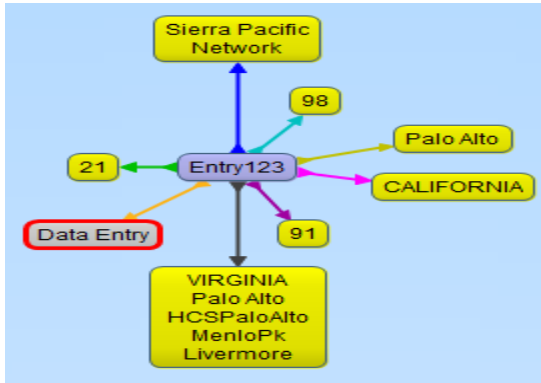 Sierra Pacific
Network
98
Palo Alto
21
Entry123
CALIFORNIA
Data Entry
91
VIRGINIA
Palo Alto
HCSPaloAlto
MenloPk
Livermore